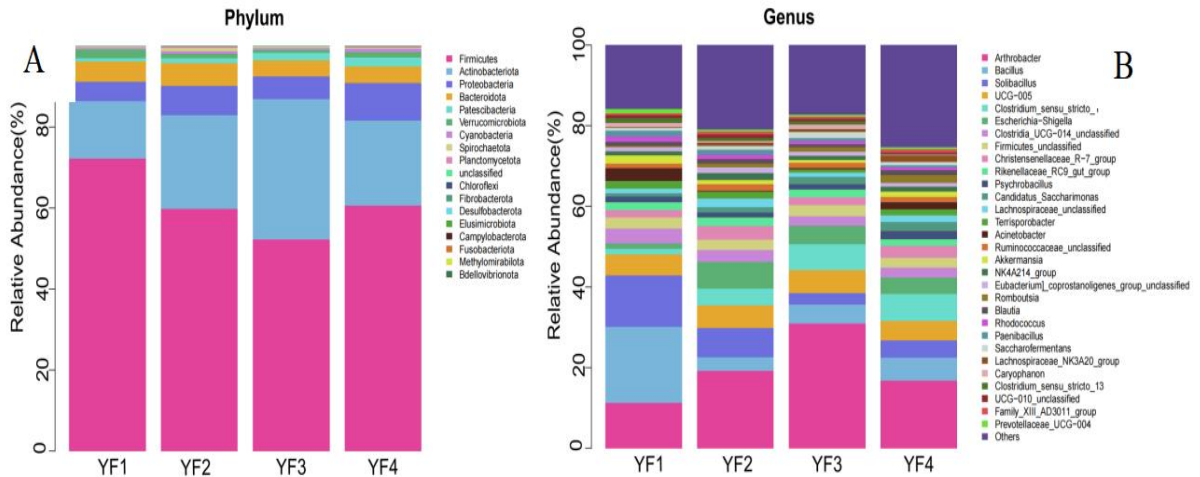 Phylum
A
Relative Abundance(%)
0
20
40
60
80
YF1
YF2
YF3
YF4
Firmicutes
Actinobacteriota
Proteobacteria
Bacteroidota
Patescibacteria
Verrucomicrobiota
Cyanobacteria
Spirochaetota
Planctomycetota
unclassified
Chloroflexi
Fibrobacterota
Desulfobacterota
Elusimicrobiota
Campylobacterota
Fusobacteriota
Methylomirabilota
Bdellovibrionota
Genus
B
Relative Abundance(%)
0
20
40
60
80
100
YF1
YF2
YF3
YF4
Arthrobacter
Bacillus
Solibacillus
UCG-005
Clostridium_sensu_stricto_
Escherichia-Shigella
Clostridia_UCG-014_unclassified
Firmicutes_unclassified
Christensenellaceae_R-7_group
Rikenellaceae_RC9_gut_group
Psychrobacillus
Candidatus_Saccharimonas
Lachnospiraceae_unclassified
Terrisporobacter
Acinetobacter
Ruminococcaceae_unclassified
Akkermansia
NK4A214_group
Eubacterium]_coprostanoligenes_group_unclassified
Romboutsia
Blautia
Rhodococcus
Paenibacillus
Saccharofermentans
Lachnospiraceae_NK3A20_group
Caryophanon
Clostridium_sensu_stricto_13
UCG-010_unclassified
Family_XIII_AD3011_group
Prevotellaceae_UCG-004
Others